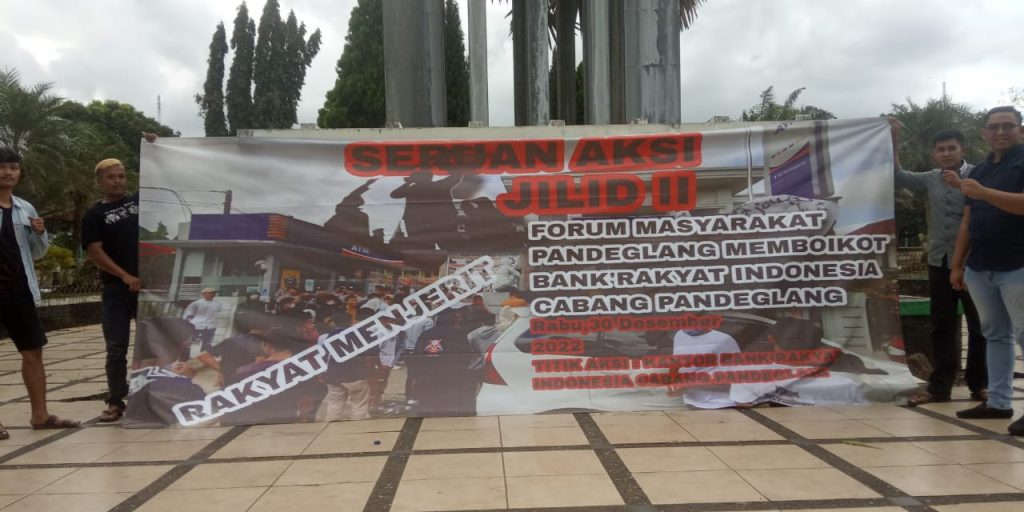 SERUAN AKSI
JILID II
FORUM MASYARAKAT
PANDEGLANG MEMBOIKOT
BANK RAKYAT INDONESIA
CABANG PANDEGLANG
Rabu,30 Desember
2022
TITIK AKSI : KANTOR BANK RAKYAT
INDONESIA CABANG PANDEGLANG
RAKYAT MENJERIT
ATM